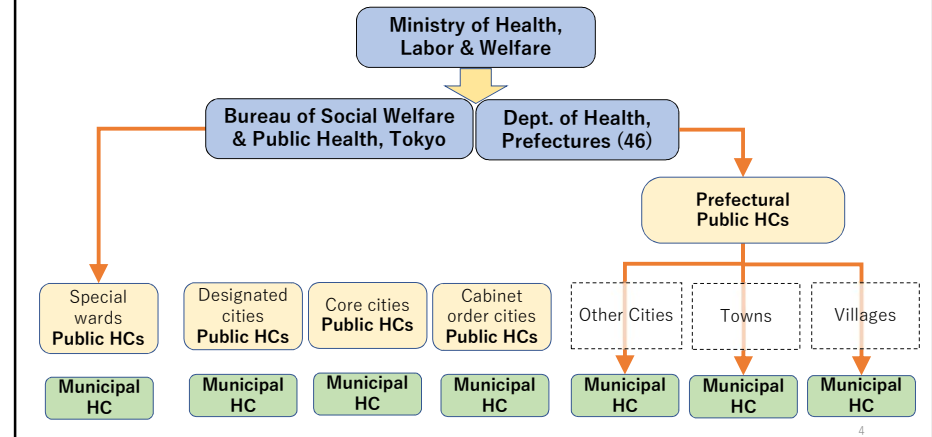 Ministry of Health,
Labor & Welfare
Bureau of Social Welfare
& Public Health, Tokyo
Dept. of Health,
Prefectures (46)
Prefectural
Public HCs
Special
wards
Public HCs
Designated
cities
Public HCs
Core cities
Public HCs
Cabinet
order cities
Public HCs
Other Cities
Towns
Villages
Municipal
HC
Municipal
HC
Municipal
HC
Municipal
HC
Municipal
HC
Municipal
HC
Municipal
HC
4